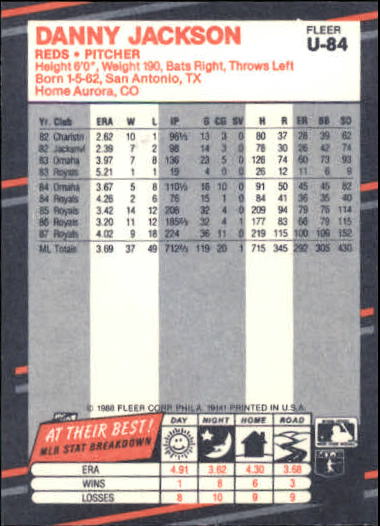 DANNY JACKSON
FLEER
U-84
REDS • PITCHER
Height 6'0", Weight 190, Bats Right, Throws Left
Born 1-5-62, San Antonio, TX
Home Aurora, CO
Yr. Club ERA W L IP G CG SV H R ER BB SO
82 Charlstn 2.62 10 1 96⅓ 13 3 0 80 37 28 39 62
82 Jacksnvl 2.39 7 2 98 14 3 0 78 30 26 42 74
83 Omaha 3.97 7 8 136 23 5 0 126 74 60 73 93
83 Royals 5.21 1 1 19 4 0 0 26 12 11 6 9
84 Omaha 3.67 5 8 110⅓ 16 10 0 91 50 45 45 82
84 Royals 4.26 2 6 76 15 1 0 84 41 36 35 40
85 Royals 3.42 14 12 208 32 4 0 209 94 79 76 114
86 Royals 3.20 11 12 185⅔ 32 4 1 177 83 66 79 115
87 Royals 4.02 9 18 224 36 11 0 219 115 100 109 152
ML Totals 3.69 37 49 712⅔ 119 20 1 715 345 292 305 430
© 1988 FLEER CORP. PHILA. 19141 PRINTED IN U.S.A.
AT THEIR BEST!
MLB STAT BREAKDOWN
DAY NIGHT HOME ROAD
ERA 4.91 3.62 4.30 3.68
WINS 1 8 6 3
LOSSES 8 10 9 9